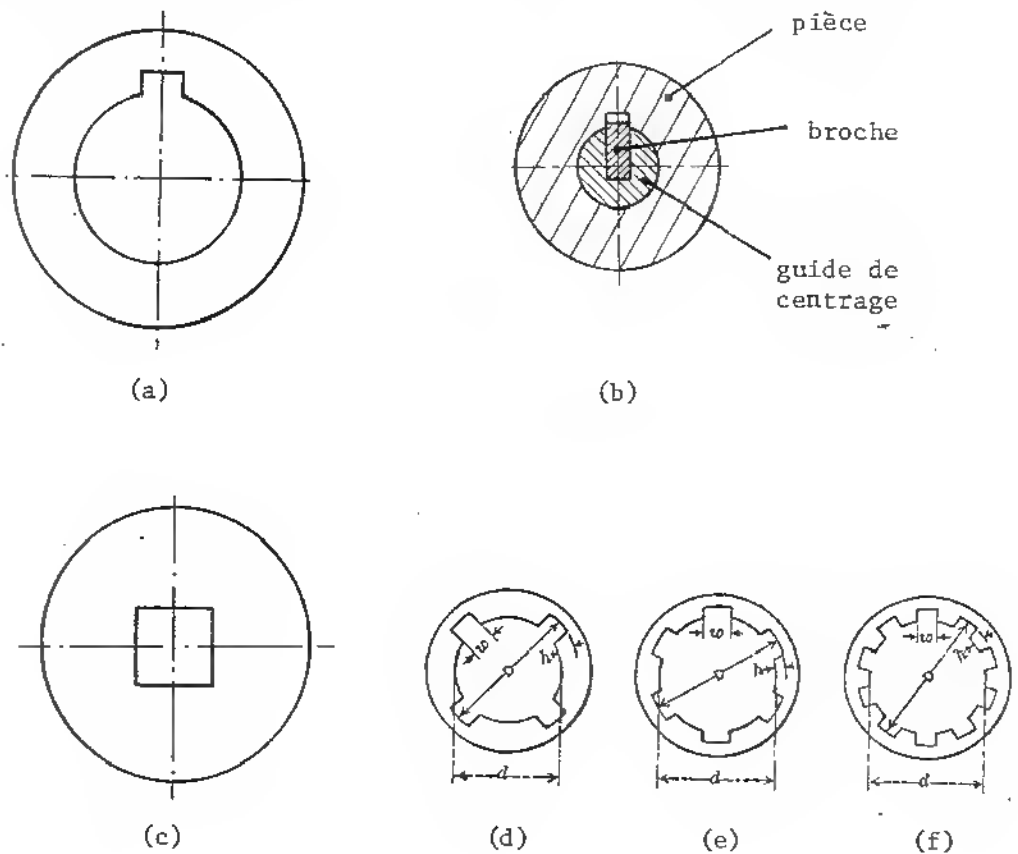 pièce
broche
guide de
centrage
(a)
(b)
w
h
d
w
h
d
w
h
d
(c)
(d)
(e)
(f)